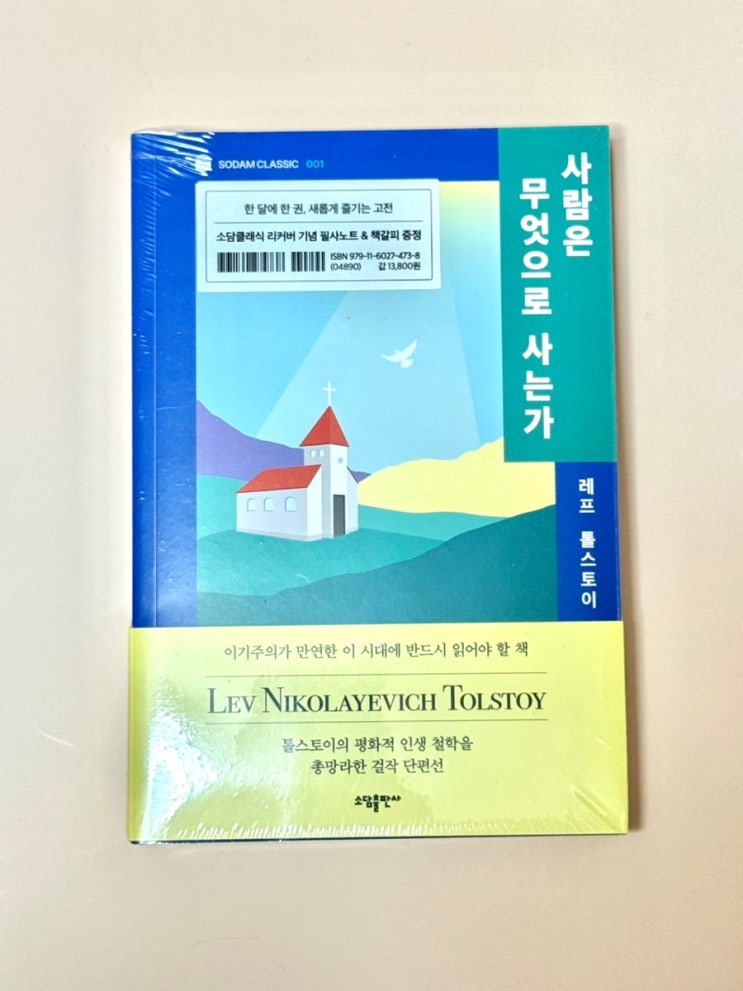 SODAM CLASSIC 001
한 달에 한 권, 새롭게 즐기는 고전
소담클래식 리커버 기념 필사노트 & 책갈피 증정
ISBN 979-11-6027-473-8
(04890) 값 13,800원
사람은
무엇으로 사는가
레프 톨스토이
이기주의가 만연한 이 시대에 반드시 읽어야 할 책
LEV NIKOLAYEVICH TOLSTOY
톨스토이의 평화적 인생 철학을
총망라한 걸작 단편선
소담출판사